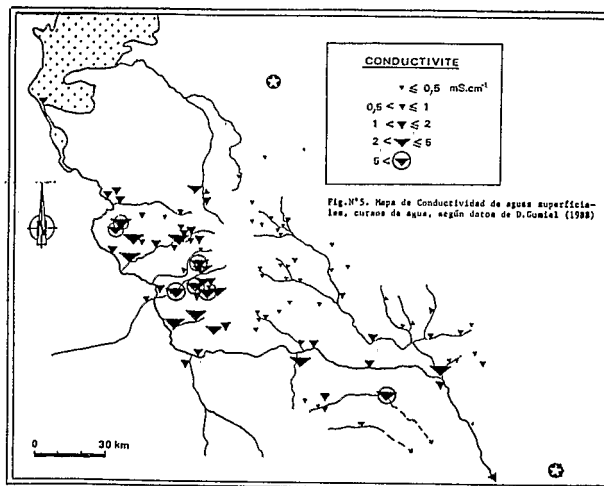 CONDUCTIVITE
≤ 0,5 mS.cm⁻¹
0,5 < ≤ 1
1 < ≤ 2
2 < ≤ 5
5 <
Fig.N°5. Mapa de Conductividad de aguas superficia-
les, cursos de agua, según datos de D.Gumiel (1988)
0 30 km